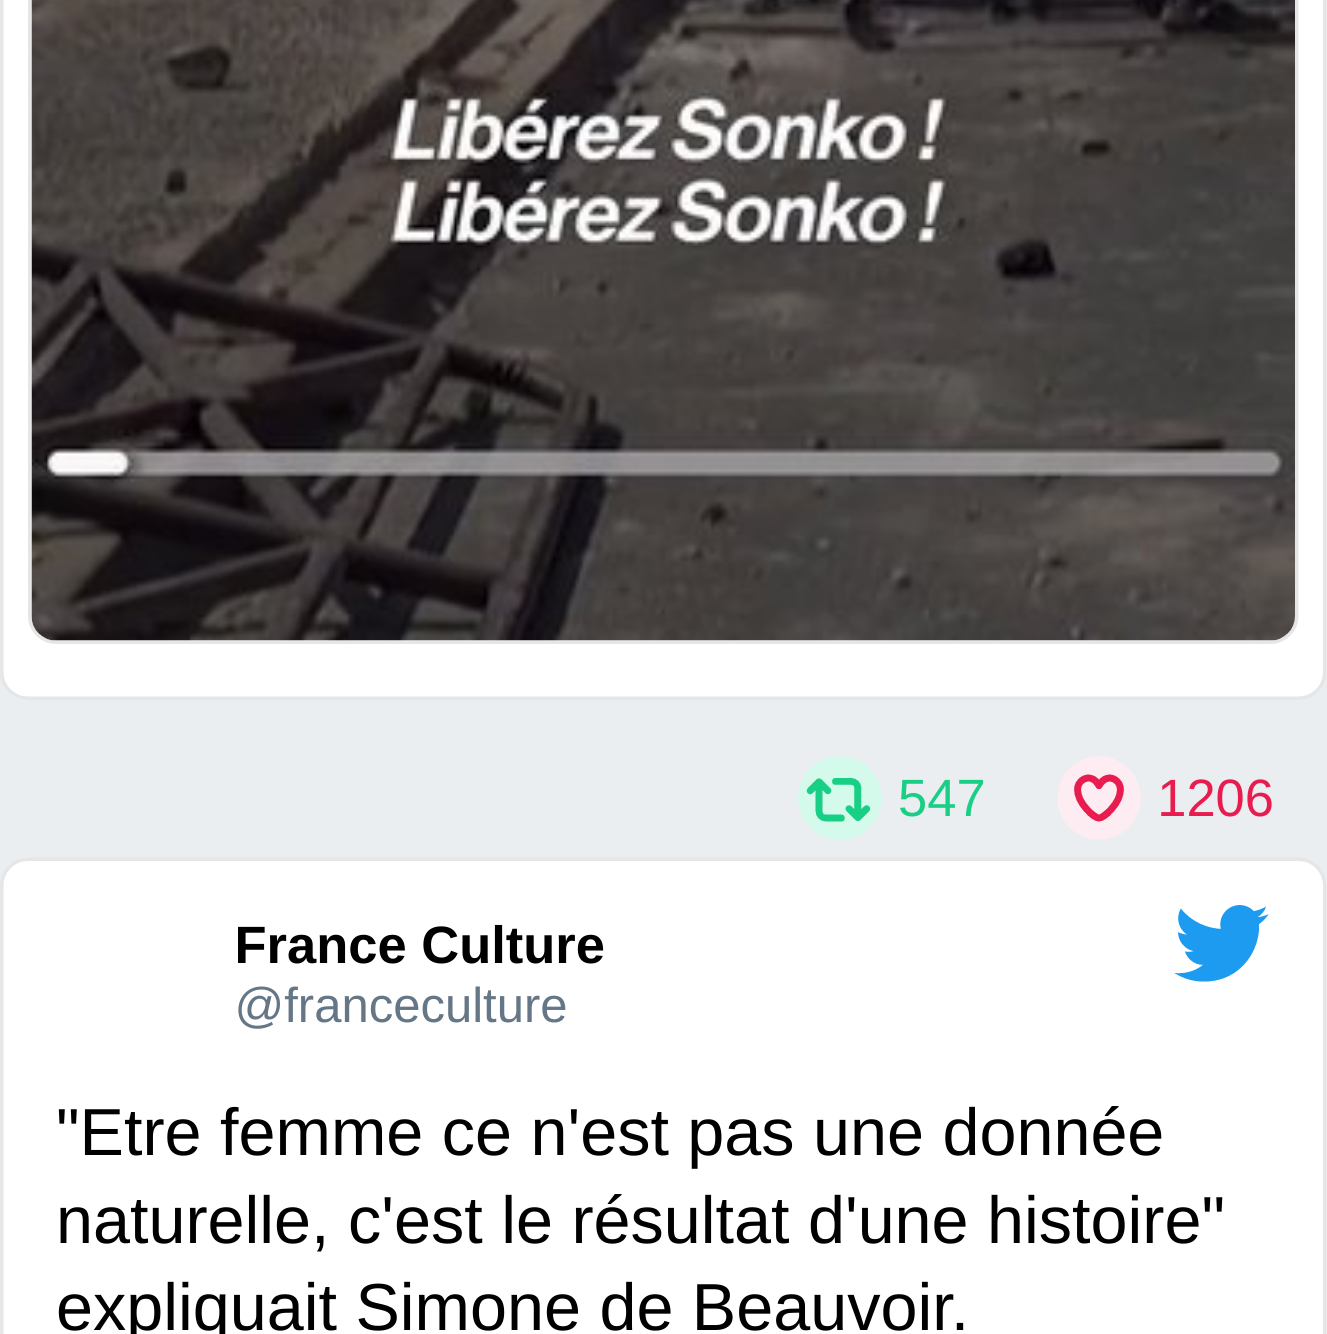 Libérez Sonko !
Libérez Sonko !
547 1206
France Culture
@franceculture
"Etre femme ce n'est pas une donnée
naturelle, c'est le résultat d'une histoire"
expliquait Simone de Beauvoir.